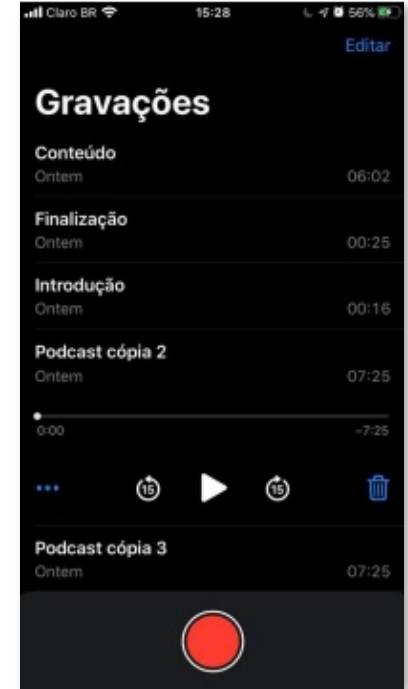 Claro BR 15:28 56%
Editar
Gravações
Conteúdo
Ontem 06:02
Finalização
Ontem 00:25
Introdução
Ontem 00:16
Podcast cópia 2
Ontem 07:25
0:00 -7:25
15 15
Podcast cópia 3
Ontem 07:25